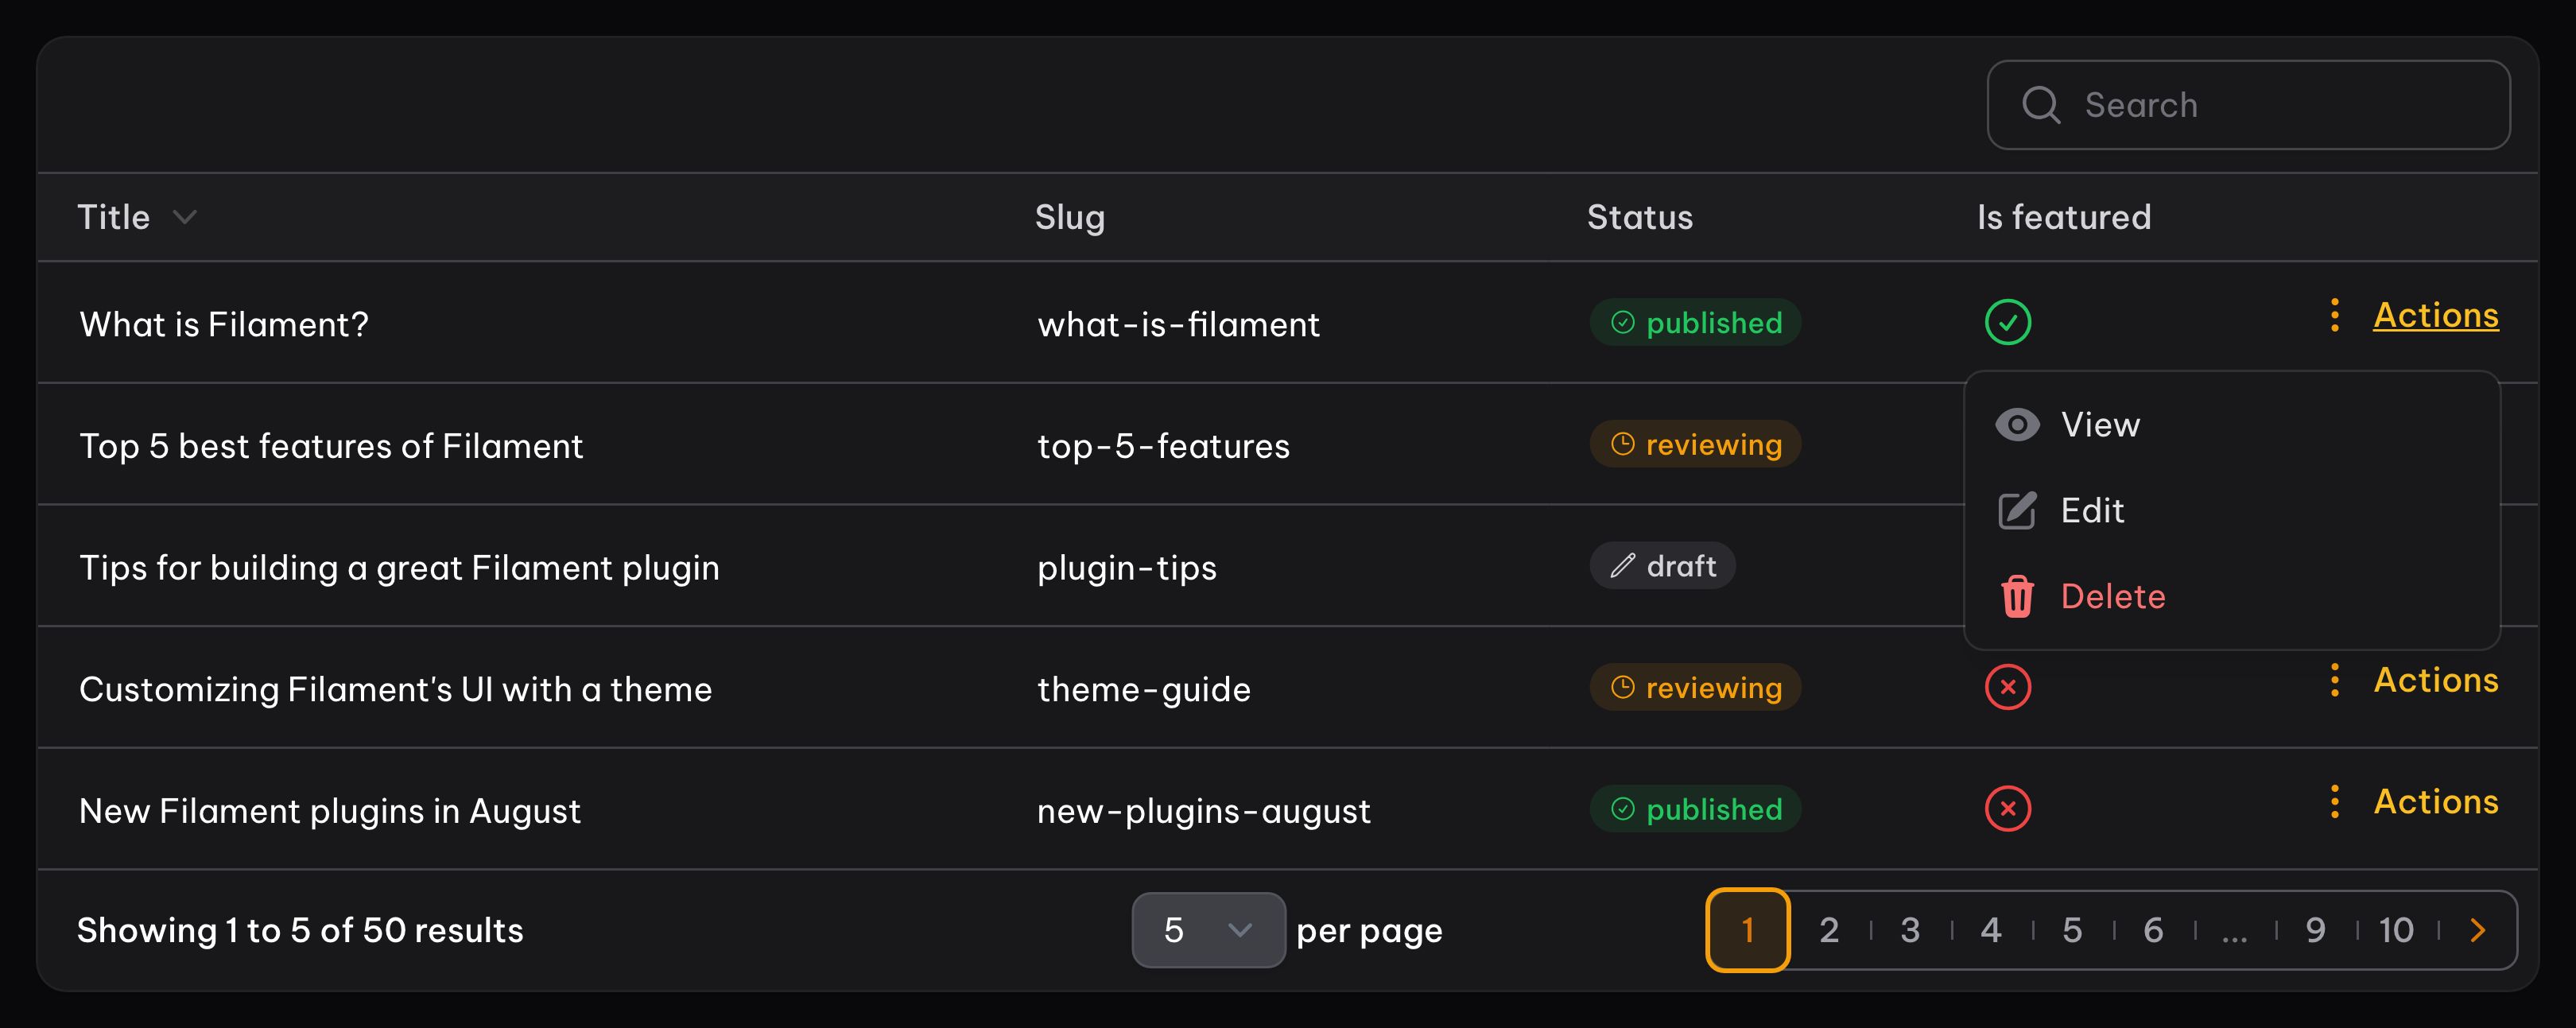 Search
Title Slug Status Is featured
What is Filament? what-is-filament published Actions
View
Top 5 best features of Filament top-5-features reviewing
Edit
Tips for building a great Filament plugin plugin-tips draft
Delete
Customizing Filament's UI with a theme theme-guide reviewing Actions
New Filament plugins in August new-plugins-august published Actions
Showing 1 to 5 of 50 results 5 per page 1 2 3 4 5 6 ... 9 10